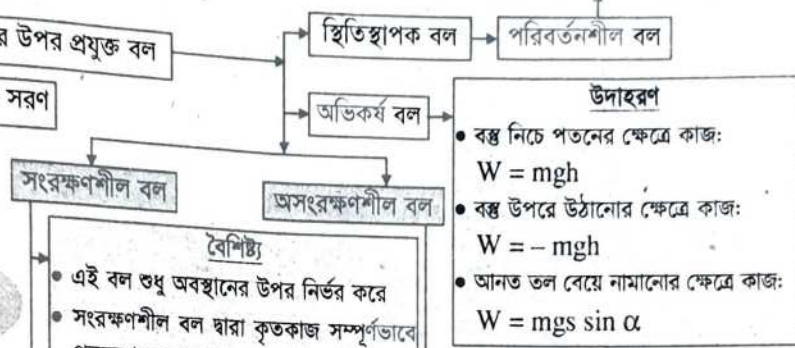 র উপর প্রযুক্ত বল
স্থিতিস্থাপক বল
পরিবর্তনশীল বল
সরণ
অভিকর্ষ বল
উদাহরণ
• বস্তু নিচে পতনের ক্ষেত্রে কাজ:
W = mgh
• বস্তু উপরে উঠানোর ক্ষেত্রে কাজ:
W = – mgh
• আনত তল বেয়ে নামানোর ক্ষেত্রে কাজ:
W = mgs sin α
সংরক্ষণশীল বল
অসংরক্ষণশীল বল
বৈশিষ্ট্য
• এই বল শুধু অবস্থানের উপর নির্ভর করে
• সংরক্ষণশীল বল দ্বারা কৃতকাজ সম্পূর্ণভাবে